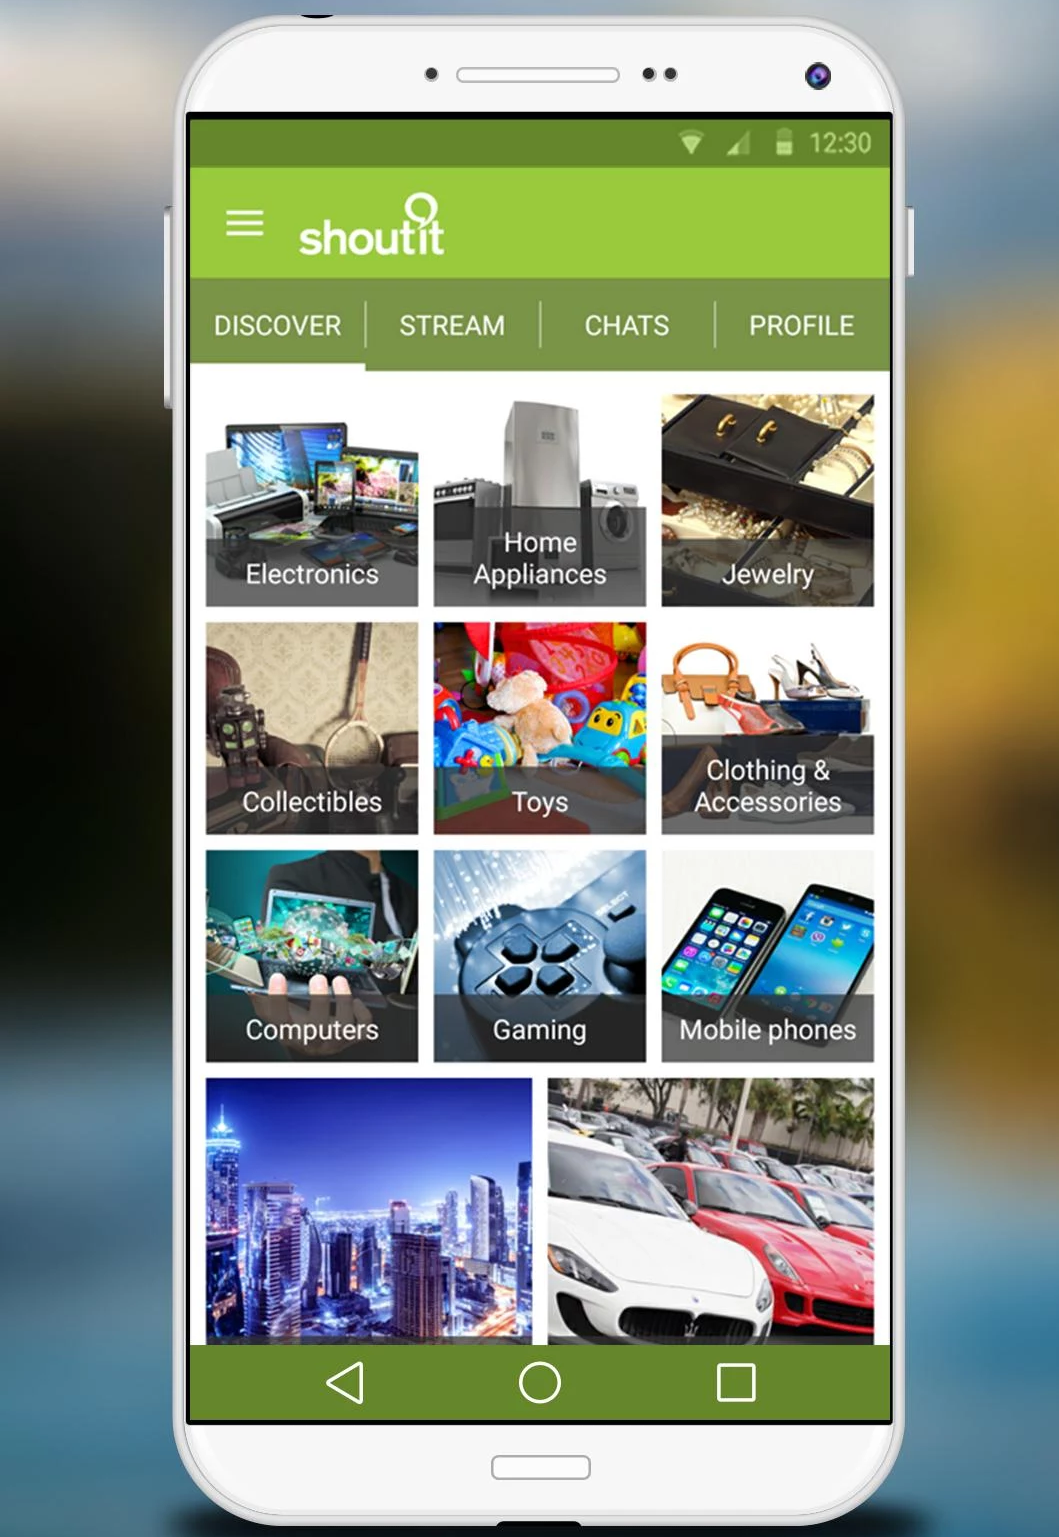 12:30
shoutit
DISCOVER
STREAM
CHATS
PROFILE
Electronics
Home
Appliances
Jewelry
Collectibles
Toys
Clothing &
Accessories
SELECT
Computers
Gaming
Mobile phones